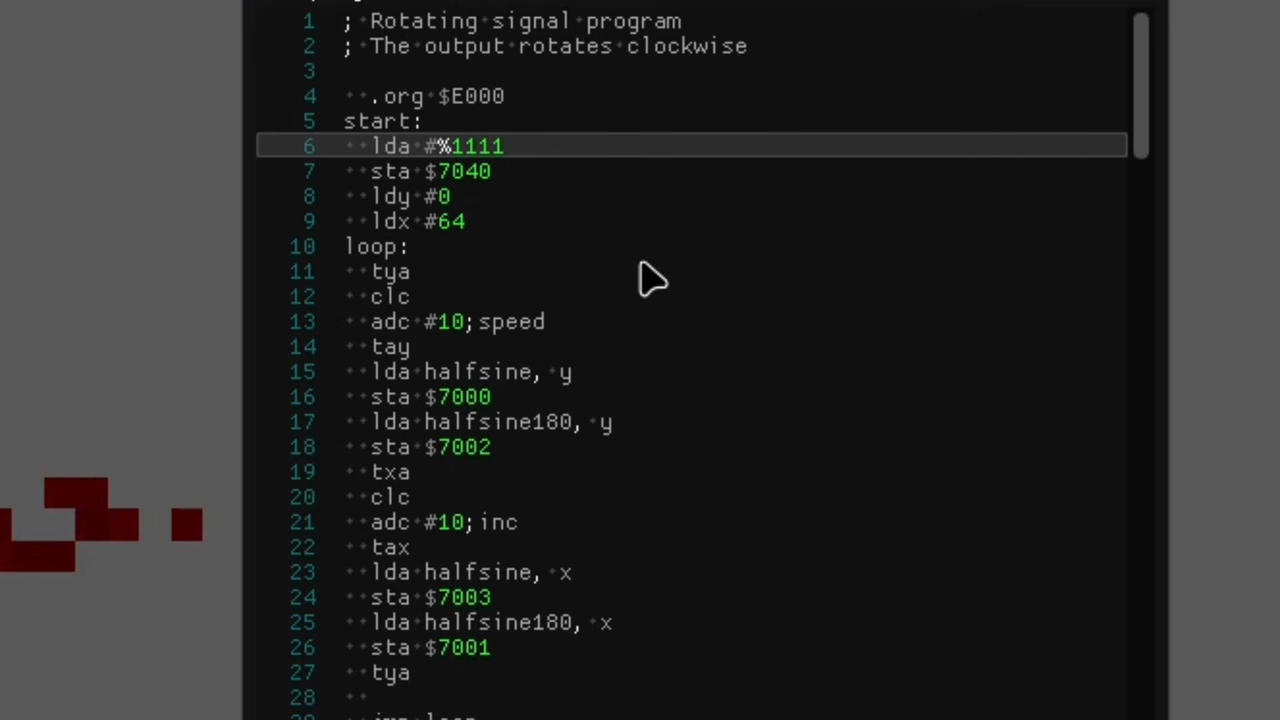 1 ; Rotating signal program
2 ; The output rotates clockwise
3
4 .org $E000
5 start:
6 lda #%1111
7 sta $7040
8 ldy #0
9 ldx #64
10 loop:
11 tya
12 clc
13 adc #10;speed
14 tay
15 lda halfsine, y
16 sta $7000
17 lda halfsine180, y
18 sta $7002
19 txa
20 clc
21 adc #10;inc
22 tax
23 lda halfsine, x
24 sta $7003
25 lda halfsine180, x
26 sta $7001
27 tya
28